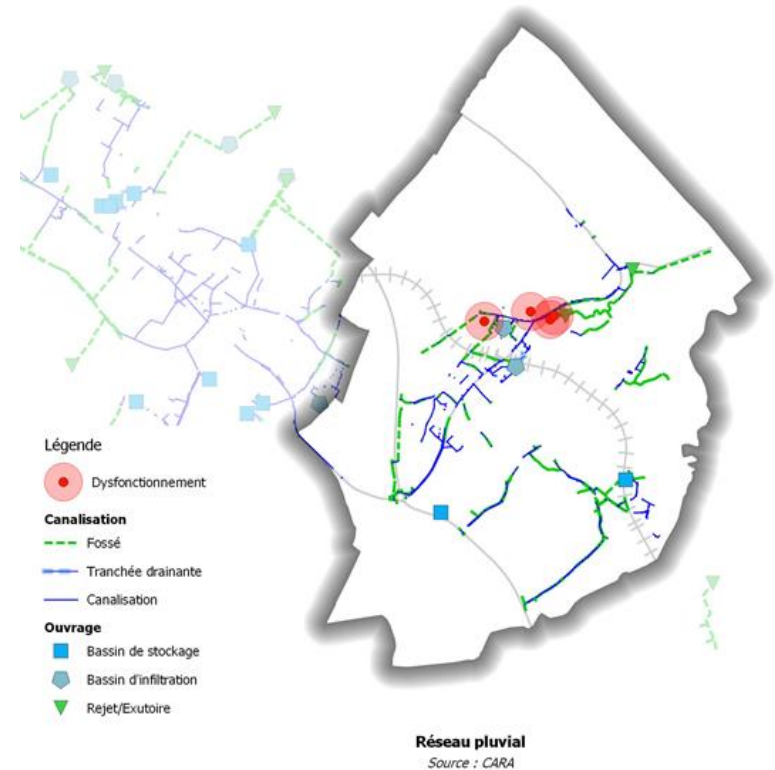 Légende
Dysfonctionnement
Canalisation
Fossé
Tranchée drainante
Canalisation
Ouvrage
Bassin de stockage
Bassin d'infiltration
Rejet/Exutoire
Réseau pluvial
Source : CARA